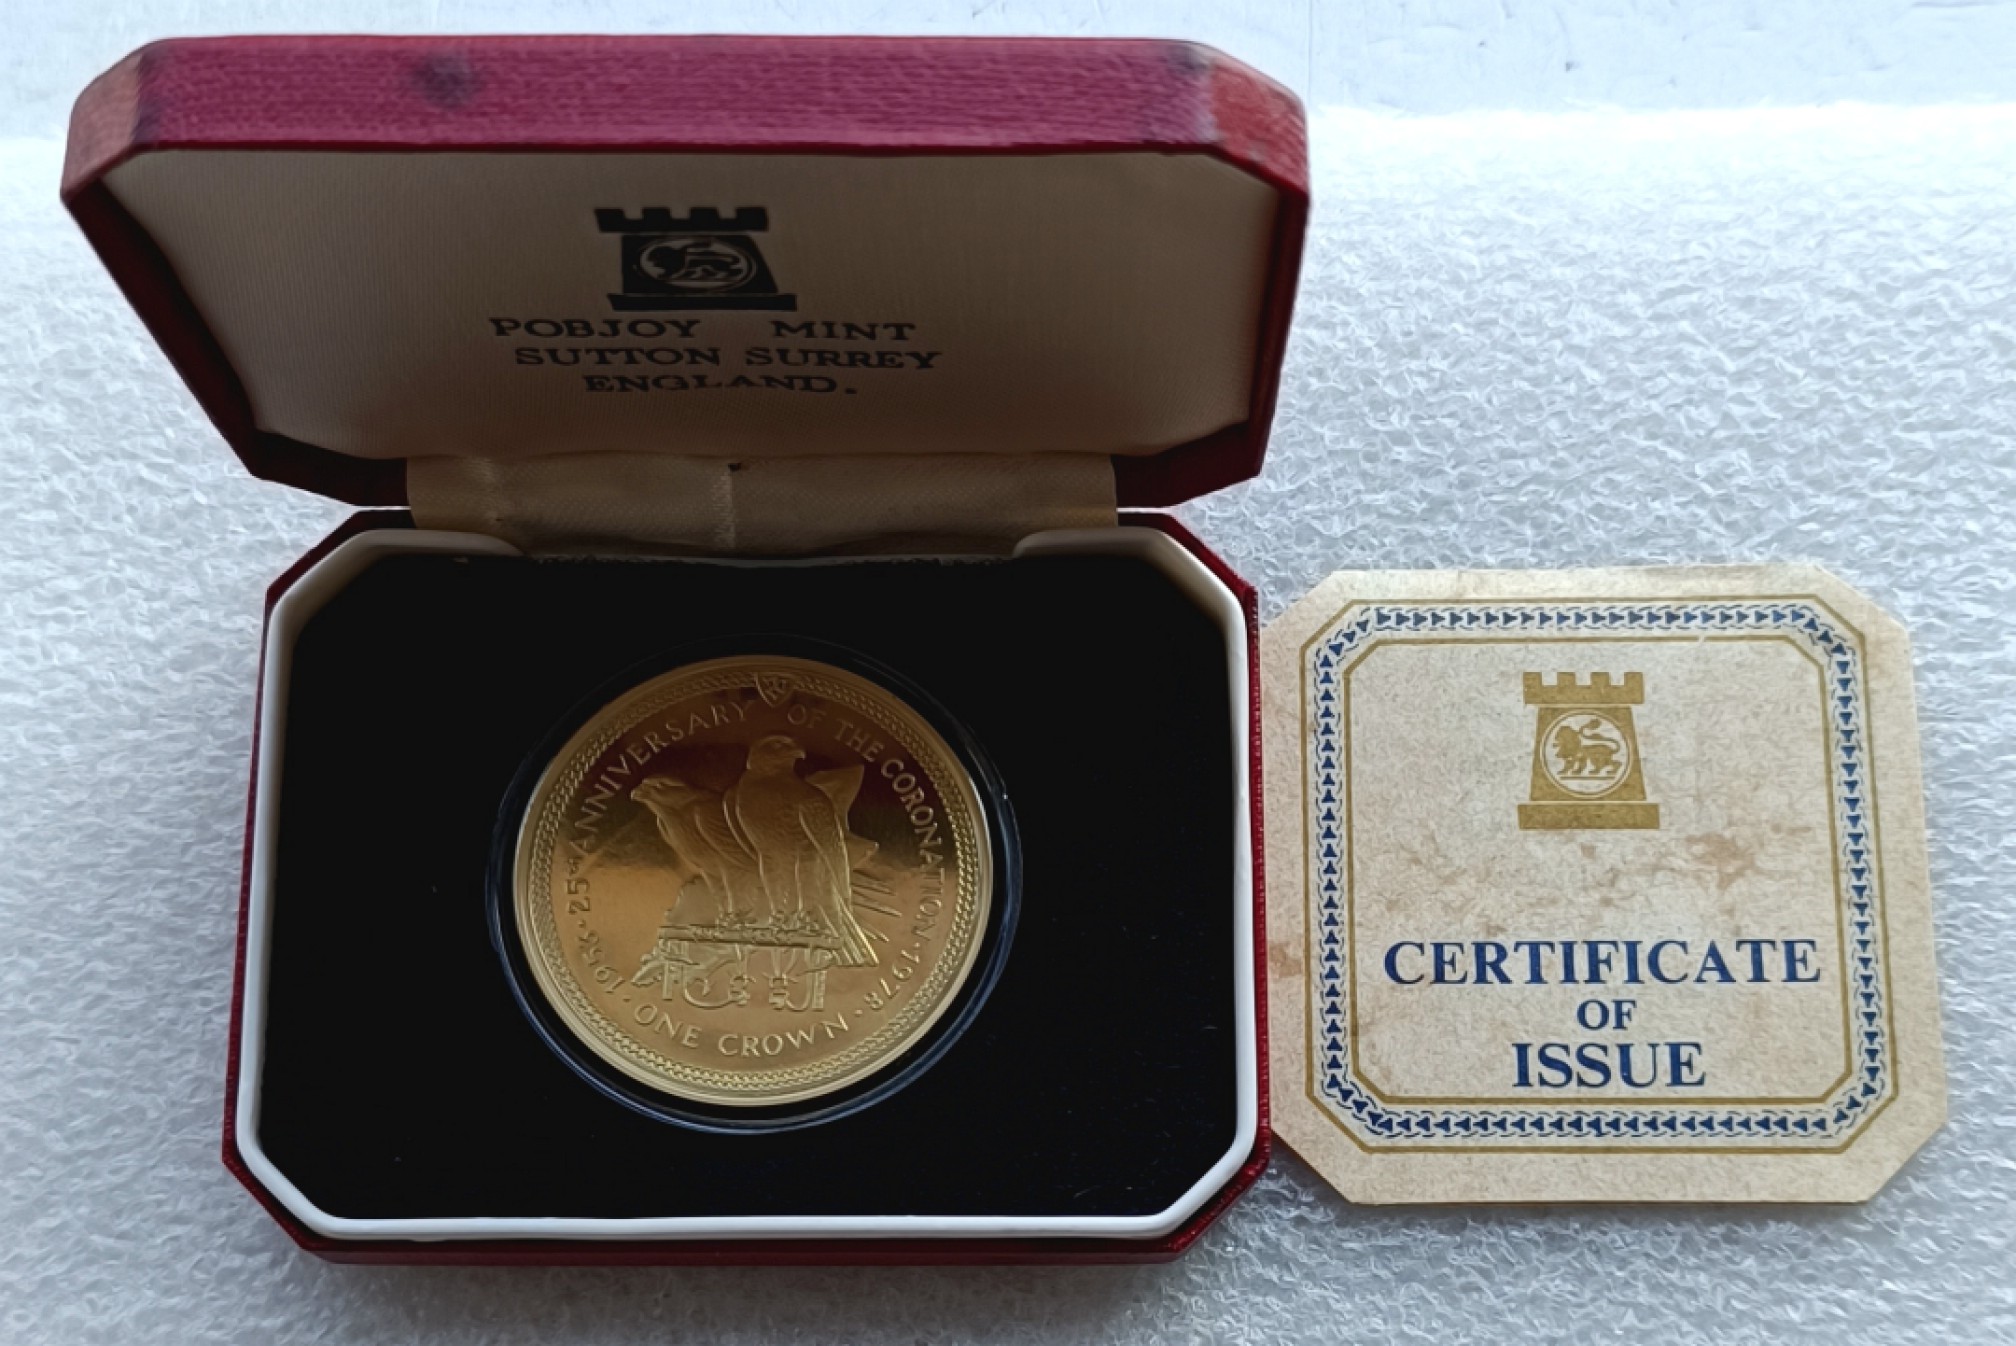 POBJOY MINT
SUTTON SURREY
ENGLAND.
1953 · 25TH ANNIVERSARY OF THE CORONATION · 1978 ·
ONE CROWN
CERTIFICATE
OF
ISSUE